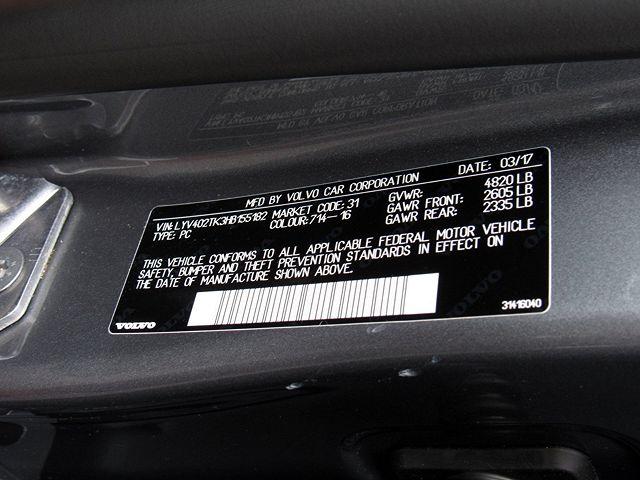 MFD BY VOLVO CAR CORPORATION DATE: 03/17
VIN: LYV402TK3HB155182 MARKET CODE: 31 GVWR: 4820 LB
TYPE: PC COLOUR: 714-16 GAWR FRONT: 2605 LB
GAWR REAR: 2335 LB
THIS VEHICLE CONFORMS TO ALL APPLICABLE FEDERAL MOTOR VEHICLE
SAFETY, BUMPER AND THEFT PREVENTION STANDARDS IN EFFECT ON
THE DATE OF MANUFACTURE SHOWN ABOVE.
VOLVO 31416040